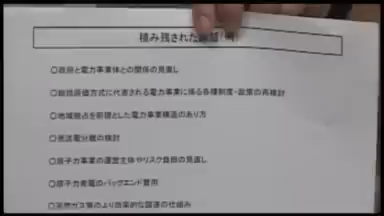 積み残された課題(例)
○政府と電力事業体との関係の見直し
○総括原価方式に代表される電力事業に係る各種制度・政策の再検討
○地域独占を前提とした電力事業構造のあり方
○発送電分離の検討
○原子力事業の運営主体やリスク負担の見直し
○原子力発電のバックエンド費用
○天然ガス等のより効率的な調達の仕組み